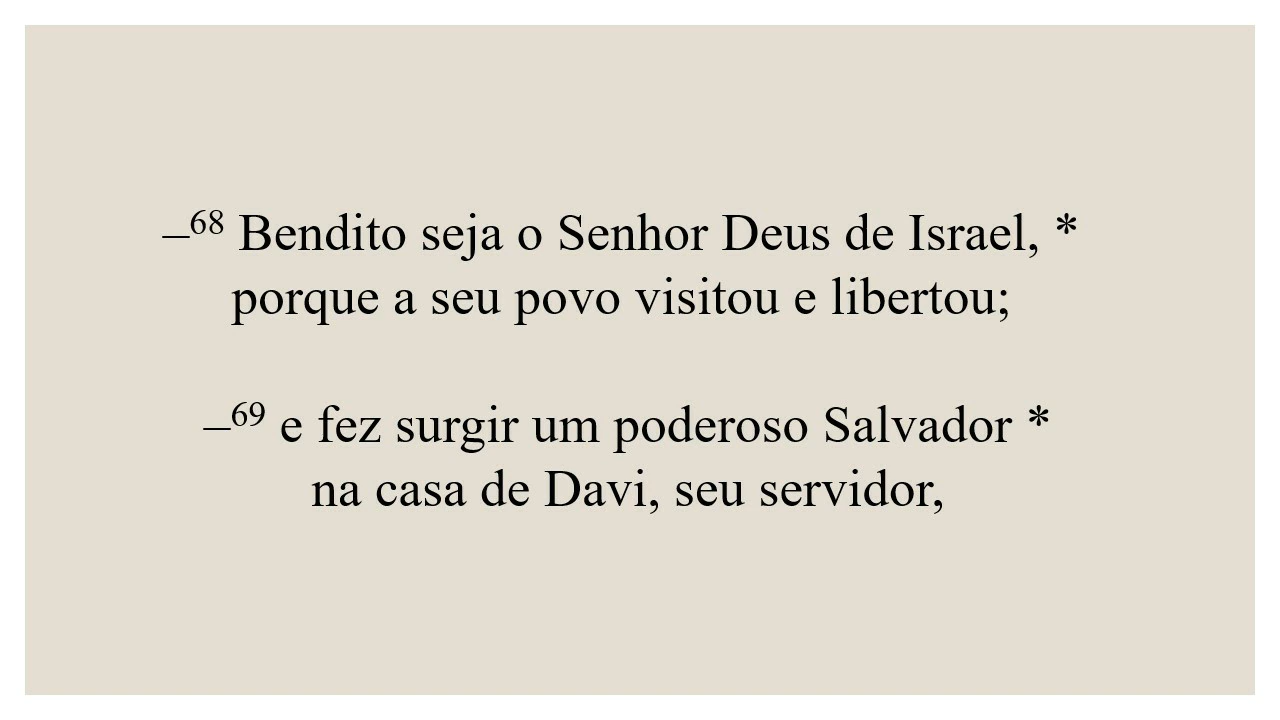 –68 Bendito seja o Senhor Deus de Israel, *
porque a seu povo visitou e libertou;
–69 e fez surgir um poderoso Salvador *
na casa de Davi, seu servidor,